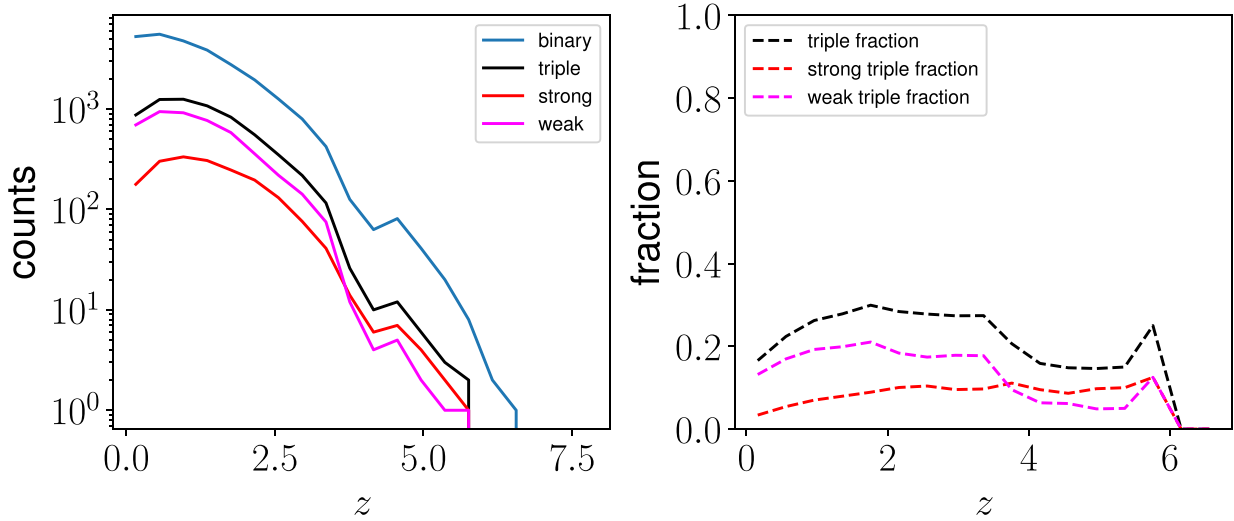 counts
10^3
10^2
10^1
10^0
0.0 2.5 5.0 7.5
z
binary
triple
strong
weak
fraction
1.0
0.8
0.6
0.4
0.2
0.0
0 2 4 6
z
triple fraction
strong triple fraction
weak triple fraction